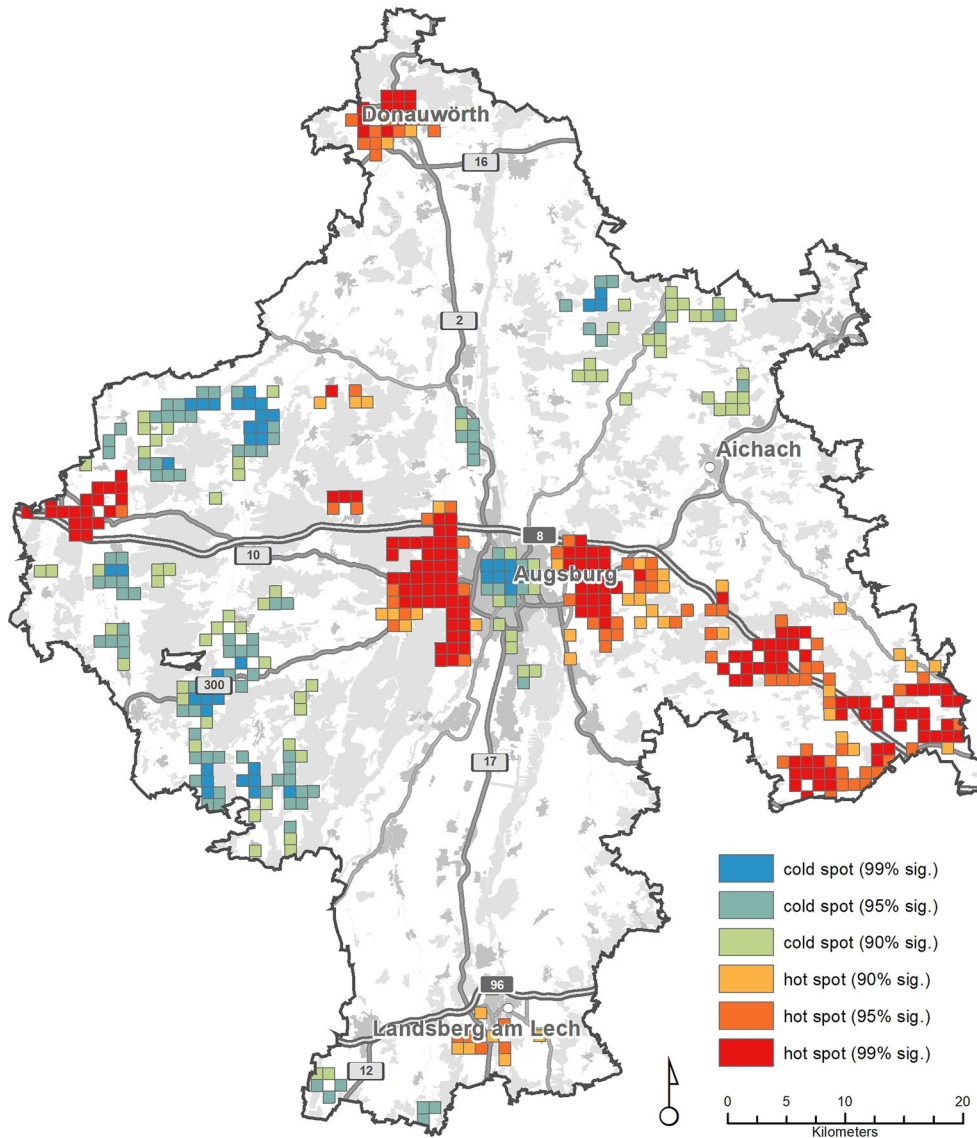 Donauwörth
16
2
Aichach
8
10
Augsburg
300
17
cold spot (99% sig.)
cold spot (95% sig.)
cold spot (90% sig.)
hot spot (90% sig.)
hot spot (95% sig.)
hot spot (99% sig.)
96
Landsberg am Lech
12
0 5 10 20
Kilometers